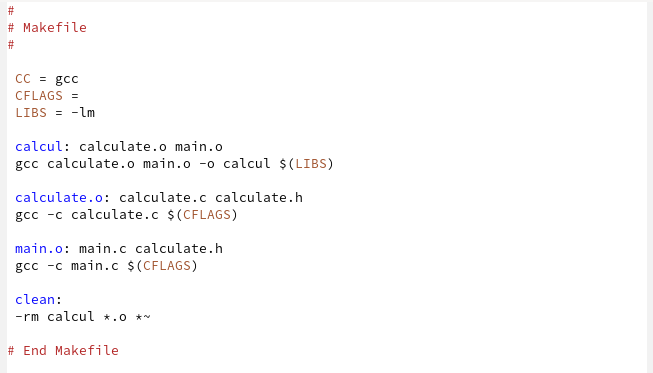 #
# Makefile
#
CC = gcc
CFLAGS =
LIBS = -lm
calcul: calculate.o main.o
gcc calculate.o main.o -o calcul $(LIBS)
calculate.o: calculate.c calculate.h
gcc -c calculate.c $(CFLAGS)
main.o: main.c calculate.h
gcc -c main.c $(CFLAGS)
clean:
-rm calcul *.o *~
# End Makefile